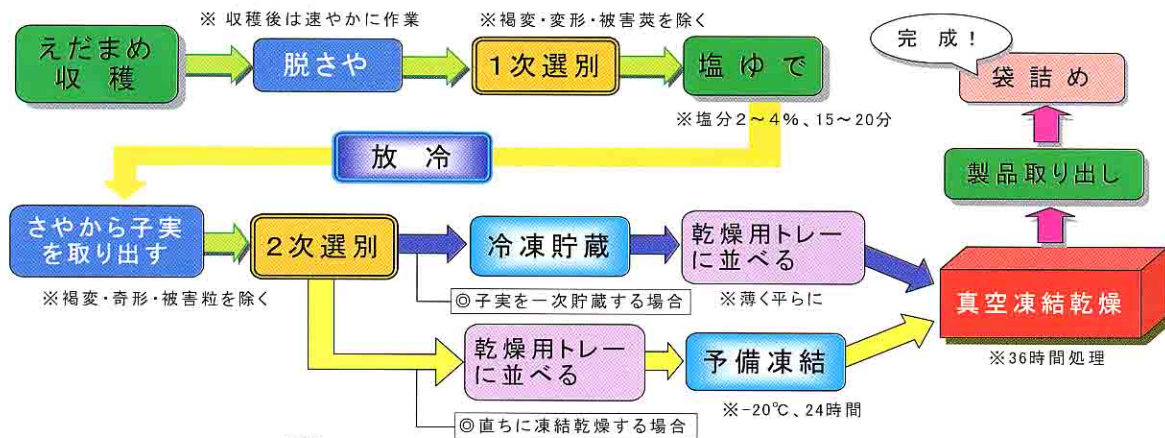 ※ 収穫後は速やかに作業
※褐変・変形・被害莢を除く
えだまめ
収 穫
脱さや
1次選別
塩 ゆ で
※塩分2～4%、15～20分
放 冷
さやから子実
を取り出す
※褐変・奇形・被害粒を除く
2次選別
冷凍貯蔵
乾燥用トレー
に並べる
※薄く平らに
◎子実を一次貯蔵する場合
乾燥用トレー
に並べる
予備凍結
※-20℃、24時間
◎直ちに凍結乾燥する場合
真空凍結乾燥
※36時間処理
製品取り出し
袋 詰 め
完 成！